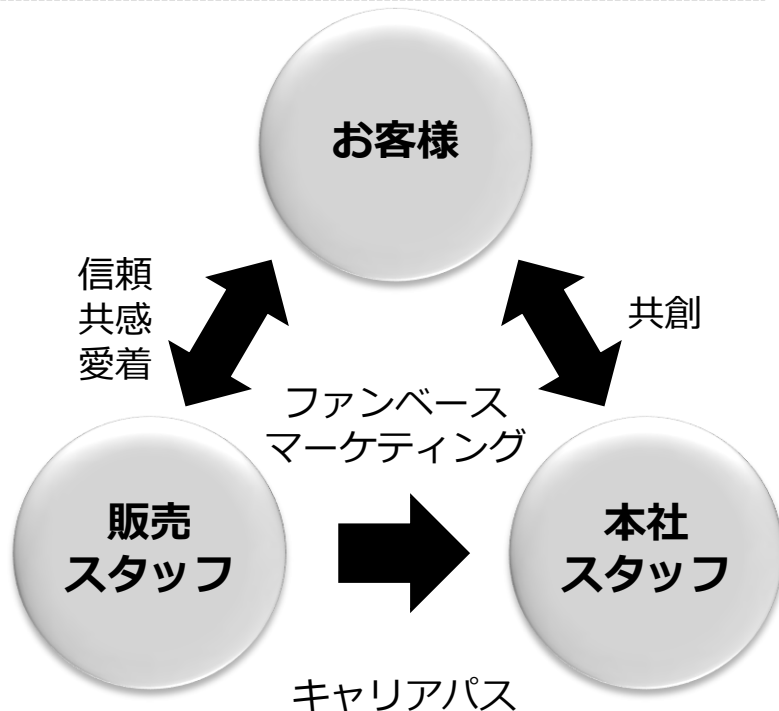 お客様
信頼
共感
愛着
共創
ファンベース
マーケティング
販売
スタッフ
本社
スタッフ
キャリアパス